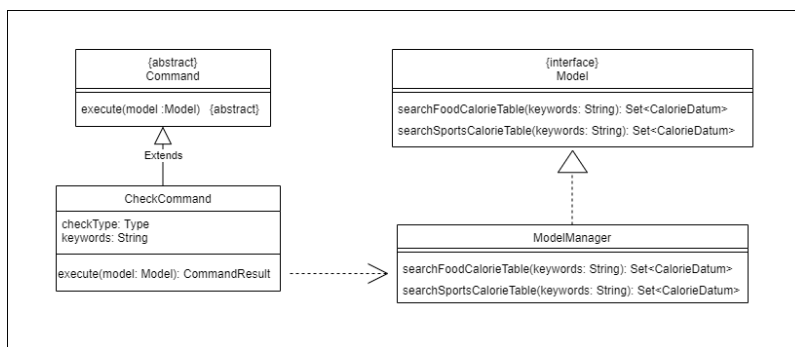 {abstract}
Command
execute(model :Model) {abstract}
Extends
CheckCommand
checkType: Type
keywords: String
execute(model: Model): CommandResult
{interface}
Model
searchFoodCalorieTable(keywords: String): Set<CalorieDatum>
searchSportsCalorieTable(keywords: String): Set<CalorieDatum>
ModelManager
searchFoodCalorieTable(keywords: String): Set<CalorieDatum>
searchSportsCalorieTable(keywords: String): Set<CalorieDatum>